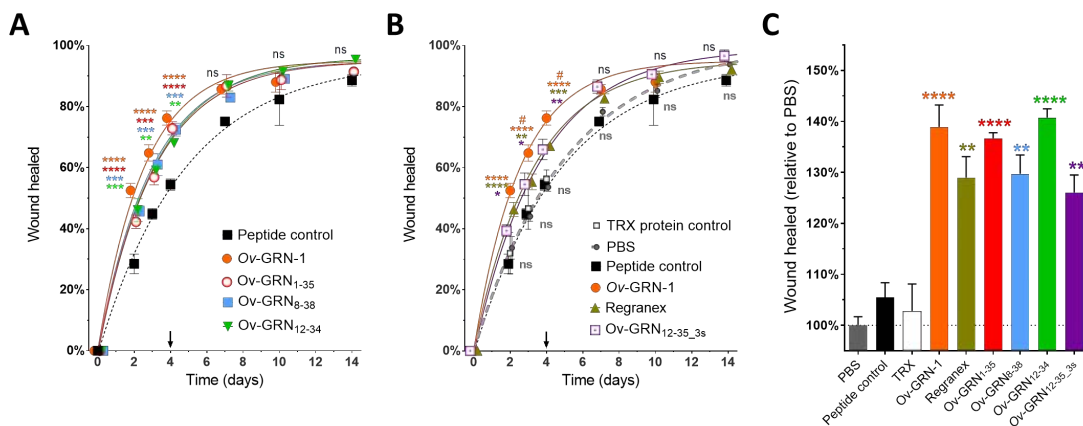 A
Wound healed
100%
80%
60%
40%
20%
0%
0
2
4
6
8
10
12
14
Time (days)
****
****
***
***
****
***
***
**
****
****
***
**
ns
ns
ns
Peptide control
Ov-GRN-1
Ov-GRN1-35
Ov-GRN8-38
Ov-GRN12-34
B
Wound healed
100%
80%
60%
40%
20%
0%
0
2
4
6
8
10
12
14
Time (days)
****
****
*
#
****
**
*
#
****
***
**
ns
ns
ns
ns
ns
ns
ns
ns
ns
TRX protein control
PBS
Peptide control
Ov-GRN-1
Regranex
Ov-GRN12-35_3s
C
Wound healed (relative to PBS)
150%
140%
130%
120%
110%
100%
****
**
****
**
****
**
PBS
Peptide control
TRX
Ov-GRN-1
Regranex
Ov-GRN1-35
Ov-GRN8-38
Ov-GRN12-34
Ov-GRN12-35_3s